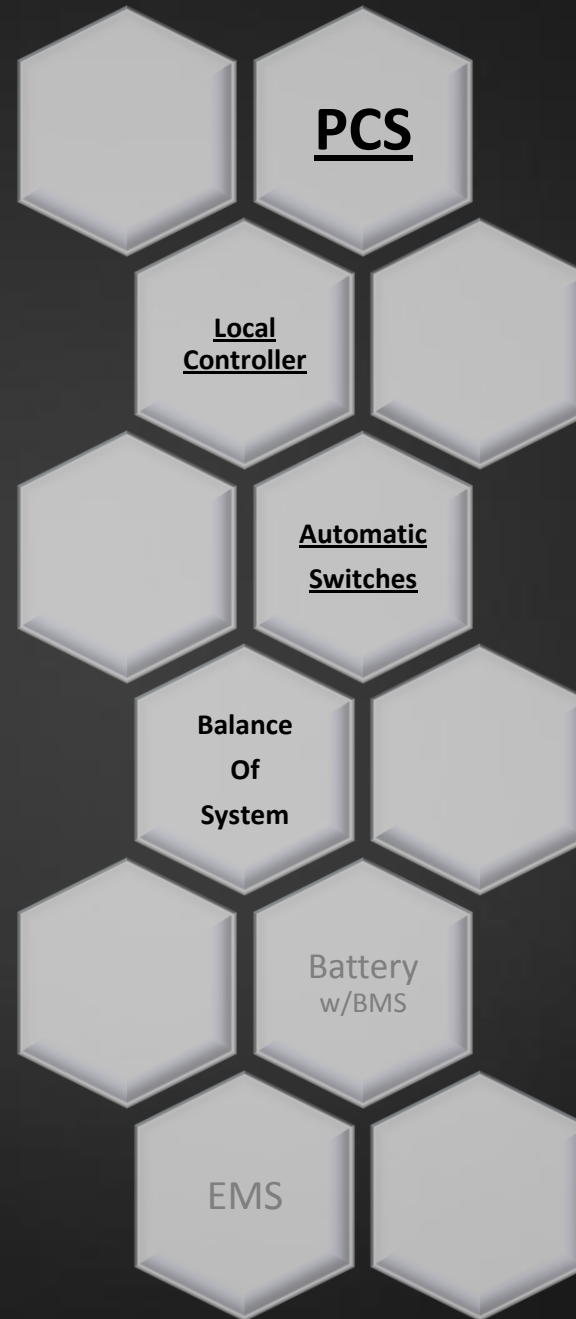 PCS
Local
Controller
Automatic
Switches
Balance
Of
System
Battery
w/BMS
EMS